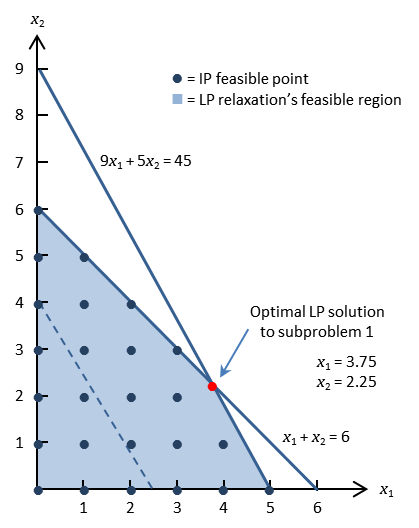 x₂
9
8
7
6
5
4
3
2
1
= IP feasible point
= LP relaxation's feasible region
9x₁ + 5x₂ = 45
Optimal LP solution
to subproblem 1
x₁ = 3.75
x₂ = 2.25
x₁ + x₂ = 6
1 2 3 4 5 6
x₁